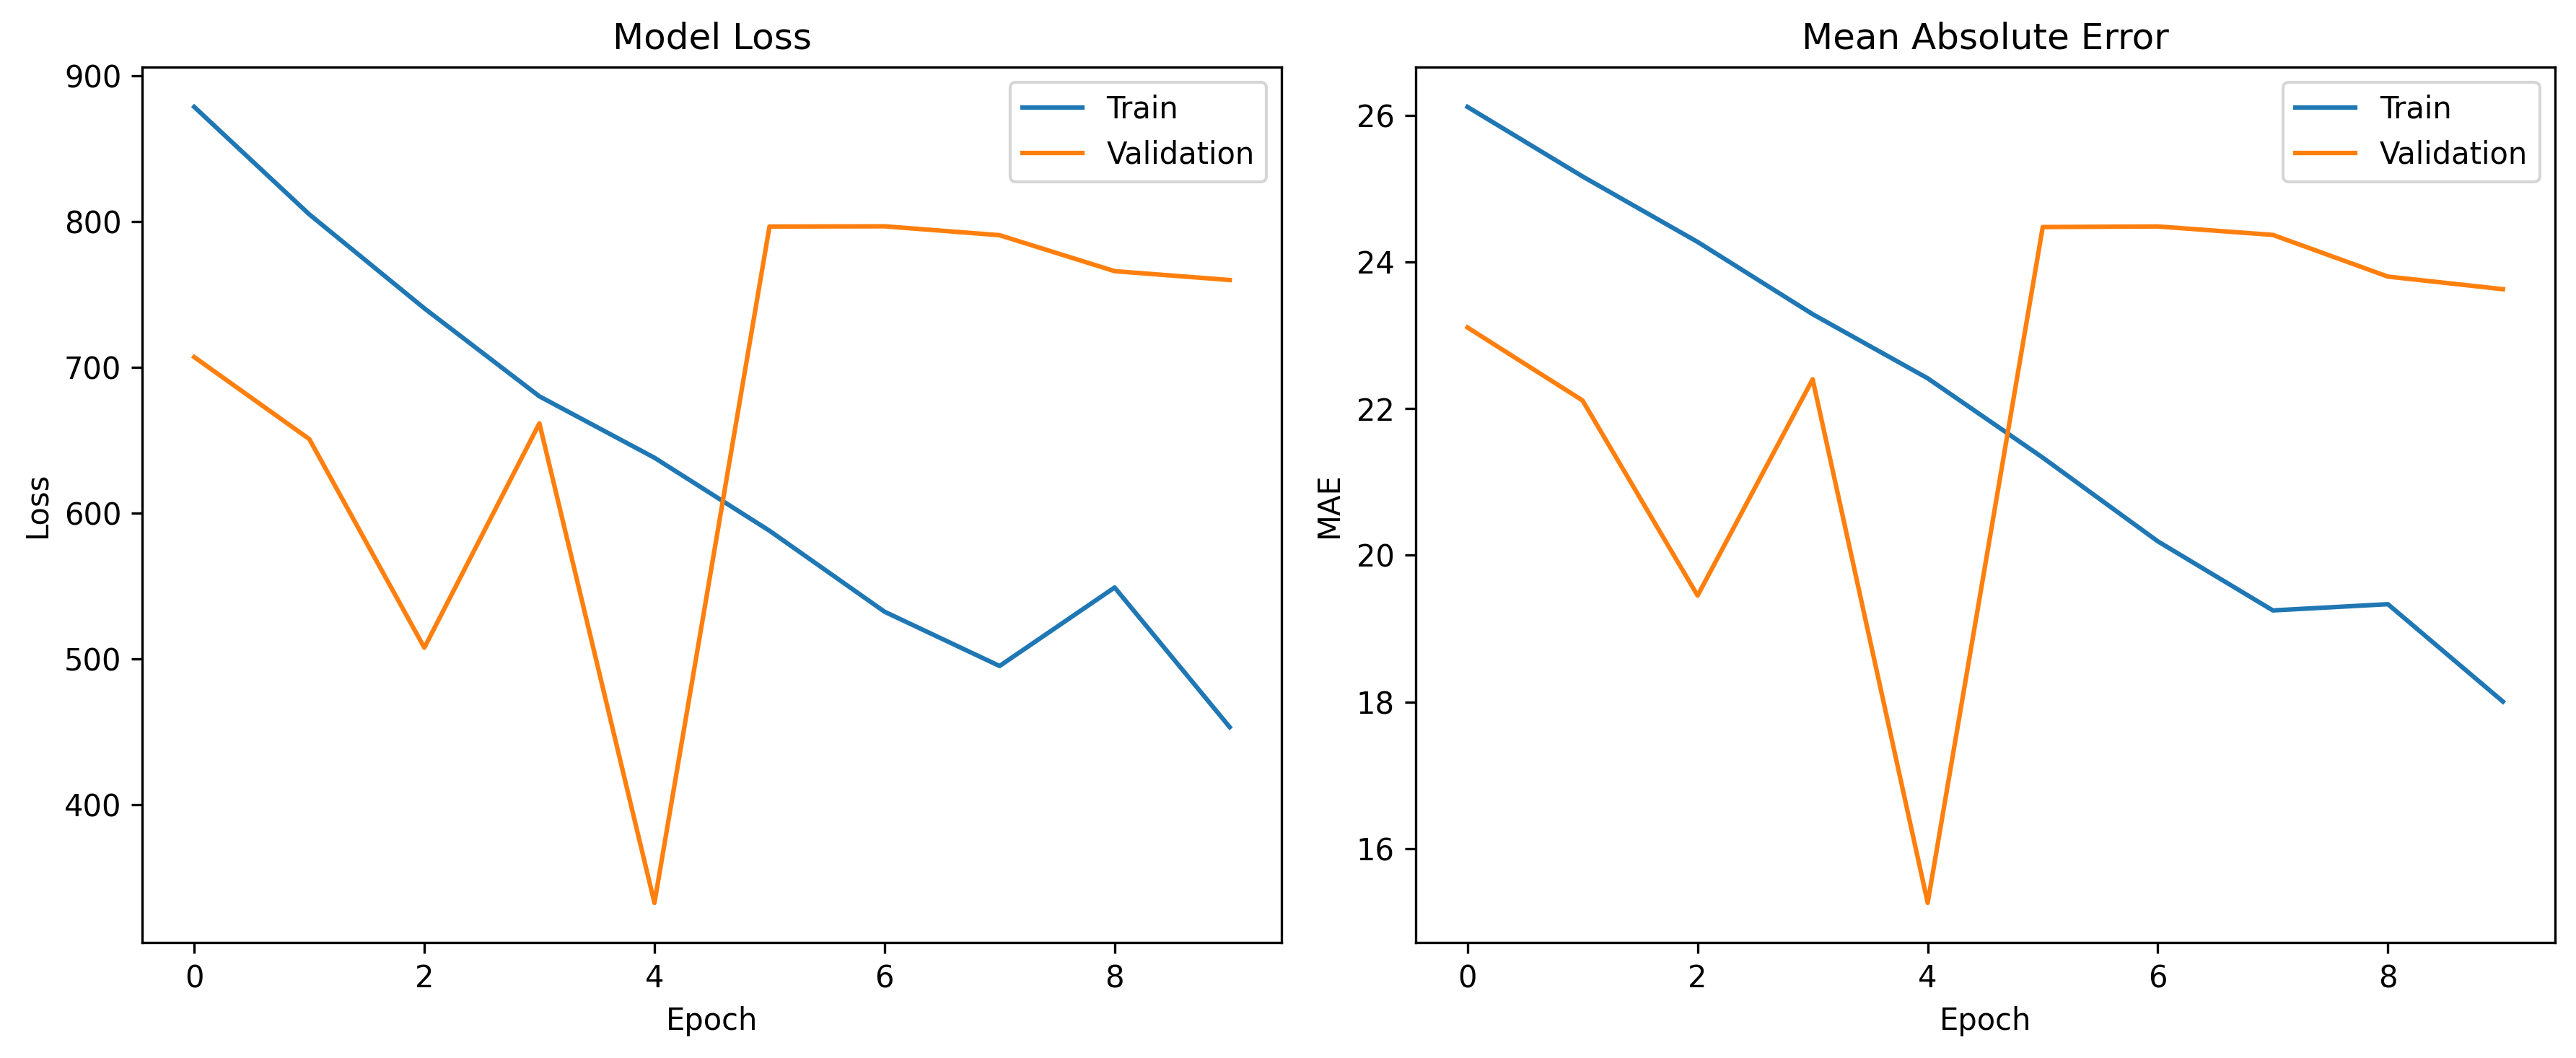 Model Loss
900
800
700
600
500
400
Loss
0 2 4 6 8
Epoch
Train
Validation
Mean Absolute Error
26
24
22
20
18
16
MAE
0 2 4 6 8
Epoch
Train
Validation